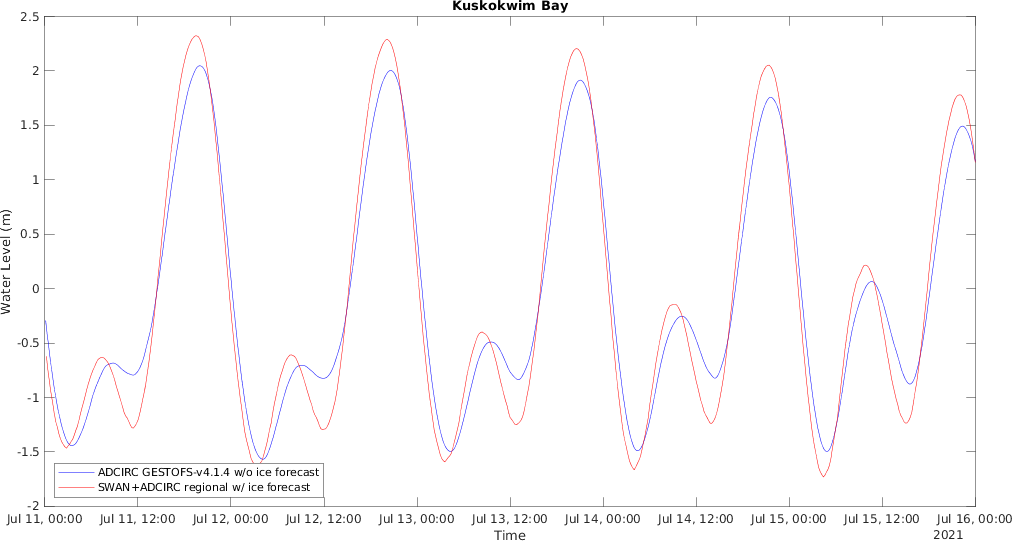 Kuskokwim Bay
2.5
2
1.5
1
0.5
0
-0.5
-1
-1.5
-2
Water Level (m)
ADCIRC GESTOFS-v4.1.4 w/o ice forecast
SWAN+ADCIRC regional w/ ice forecast
Jul 11, 00:00 Jul 11, 12:00 Jul 12, 00:00 Jul 12, 12:00 Jul 13, 00:00 Jul 13, 12:00 Jul 14, 00:00 Jul 14, 12:00 Jul 15, 00:00 Jul 15, 12:00 Jul 16, 00:00
Time
2021